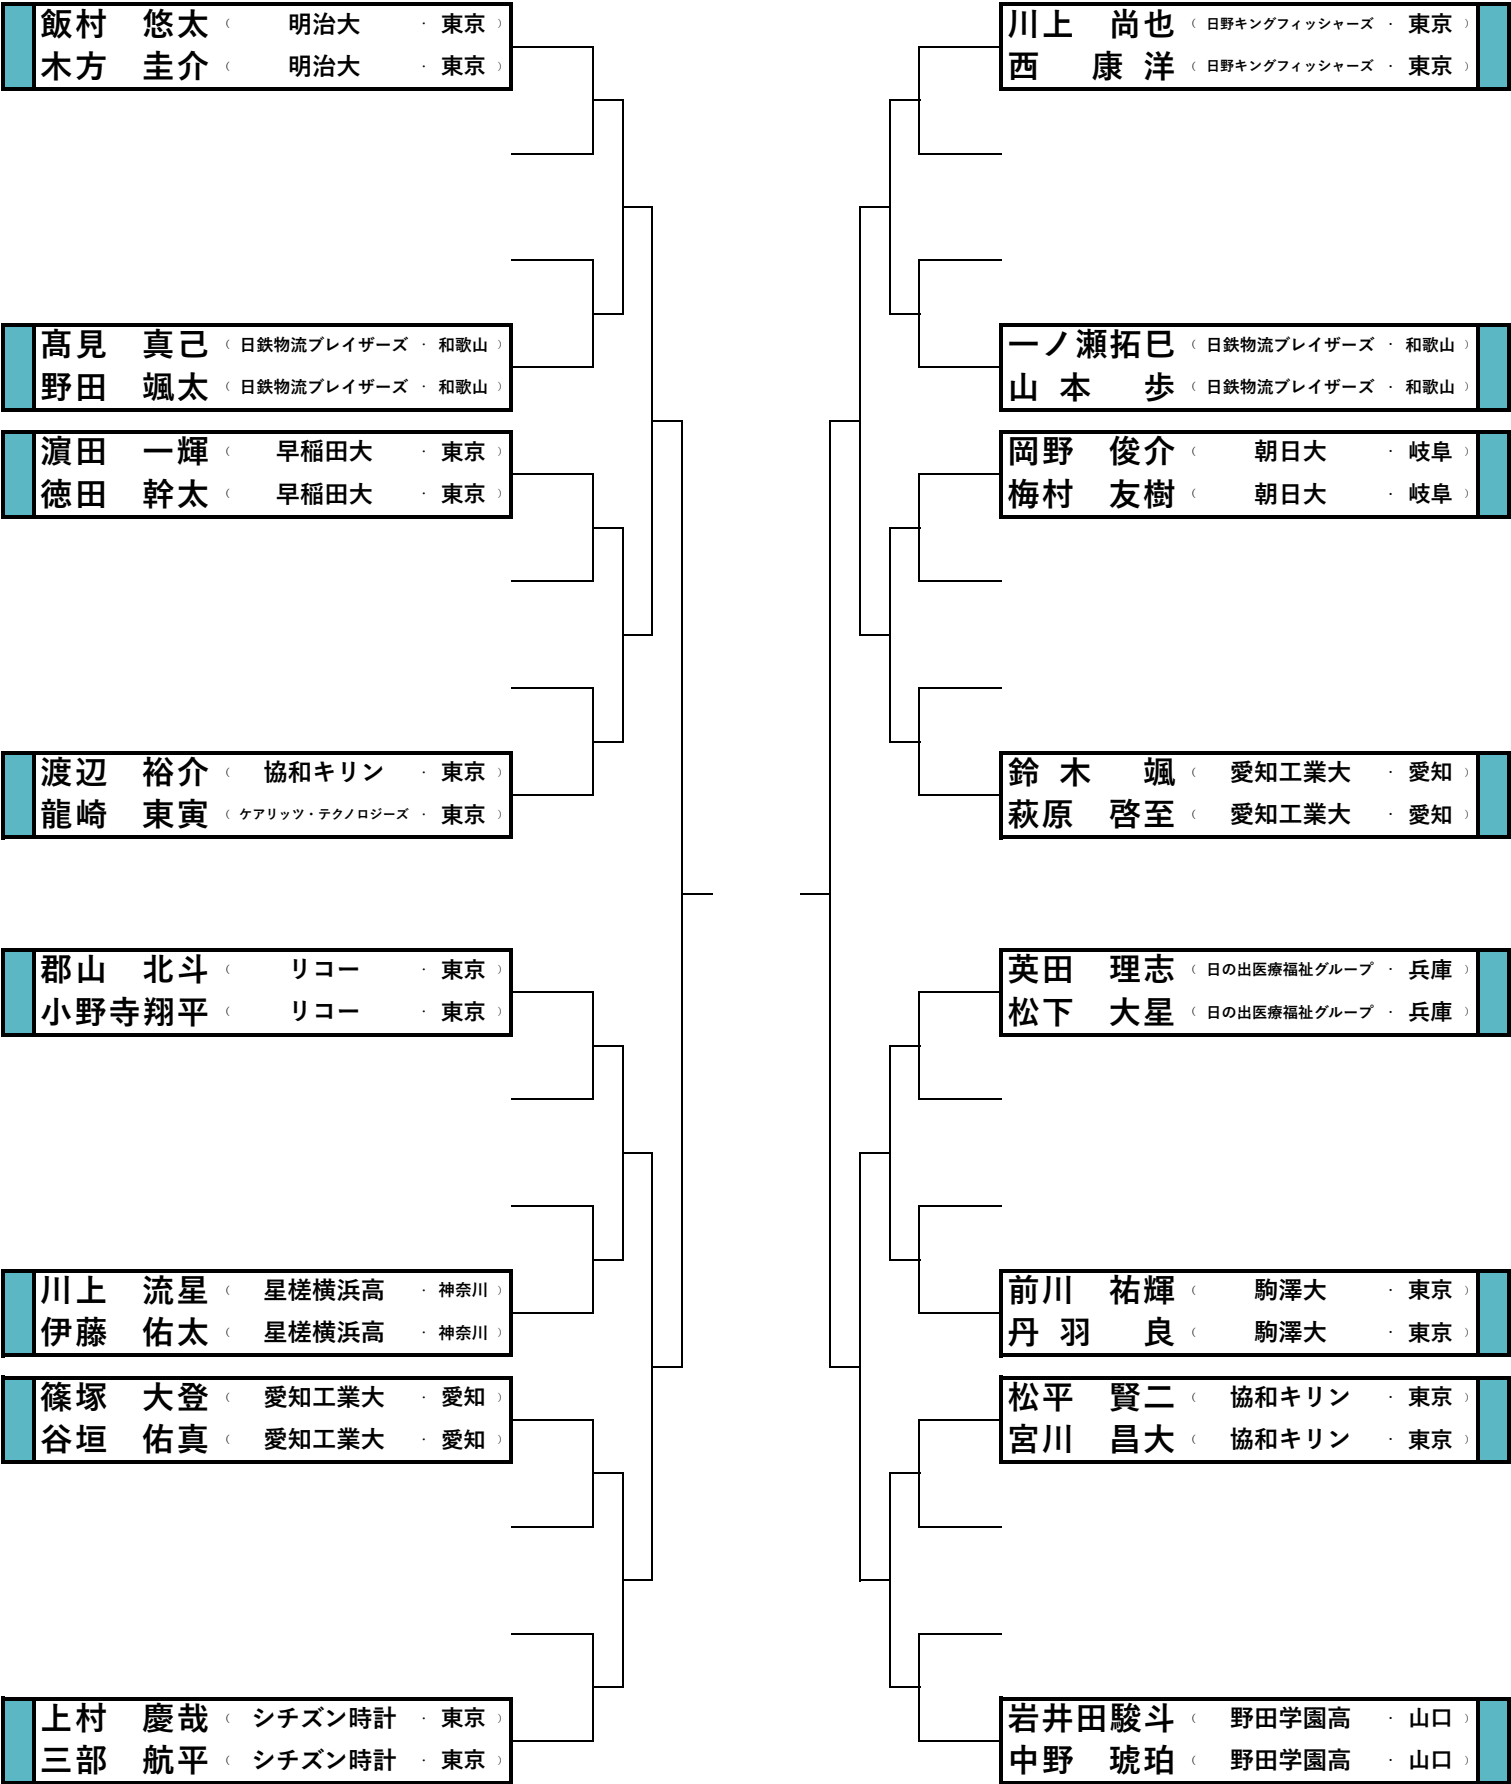 飯村 悠太 （ 明治大 ・ 東京 ）
木方 圭介 （ 明治大 ・ 東京 ）
髙見 真己 （ 日鉄物流ブレイザーズ ・ 和歌山 ）
野田 颯太 （ 日鉄物流ブレイザーズ ・ 和歌山 ）
濵田 一輝 （ 早稲田大 ・ 東京 ）
徳田 幹太 （ 早稲田大 ・ 東京 ）
渡辺 裕介 （ 協和キリン ・ 東京 ）
龍崎 東寅 （ ケアリッツ・テクノロジーズ ・ 東京 ）
郡山 北斗 （ リコー ・ 東京 ）
小野寺翔平 （ リコー ・ 東京 ）
川上 流星 （ 星槎横浜高 ・ 神奈川 ）
伊藤 佑太 （ 星槎横浜高 ・ 神奈川 ）
篠塚 大登 （ 愛知工業大 ・ 愛知 ）
谷垣 佑真 （ 愛知工業大 ・ 愛知 ）
上村 慶哉 （ シチズン時計 ・ 東京 ）
三部 航平 （ シチズン時計 ・ 東京 ）
川上 尚也 （ 日野キングフィッシャーズ ・ 東京 ）
西 康洋 （ 日野キングフィッシャーズ ・ 東京 ）
一ノ瀬拓巳 （ 日鉄物流ブレイザーズ ・ 和歌山 ）
山本 歩 （ 日鉄物流ブレイザーズ ・ 和歌山 ）
岡野 俊介 （ 朝日大 ・ 岐阜 ）
梅村 友樹 （ 朝日大 ・ 岐阜 ）
鈴木 颯 （ 愛知工業大 ・ 愛知 ）
萩原 啓至 （ 愛知工業大 ・ 愛知 ）
英田 理志 （ 日の出医療福祉グループ ・ 兵庫 ）
松下 大星 （ 日の出医療福祉グループ ・ 兵庫 ）
前川 祐輝 （ 駒澤大 ・ 東京 ）
丹羽 良 （ 駒澤大 ・ 東京 ）
松平 賢二 （ 協和キリン ・ 東京 ）
宮川 昌大 （ 協和キリン ・ 東京 ）
岩井田駿斗 （ 野田学園高 ・ 山口 ）
中野 琥珀 （ 野田学園高 ・ 山口 ）